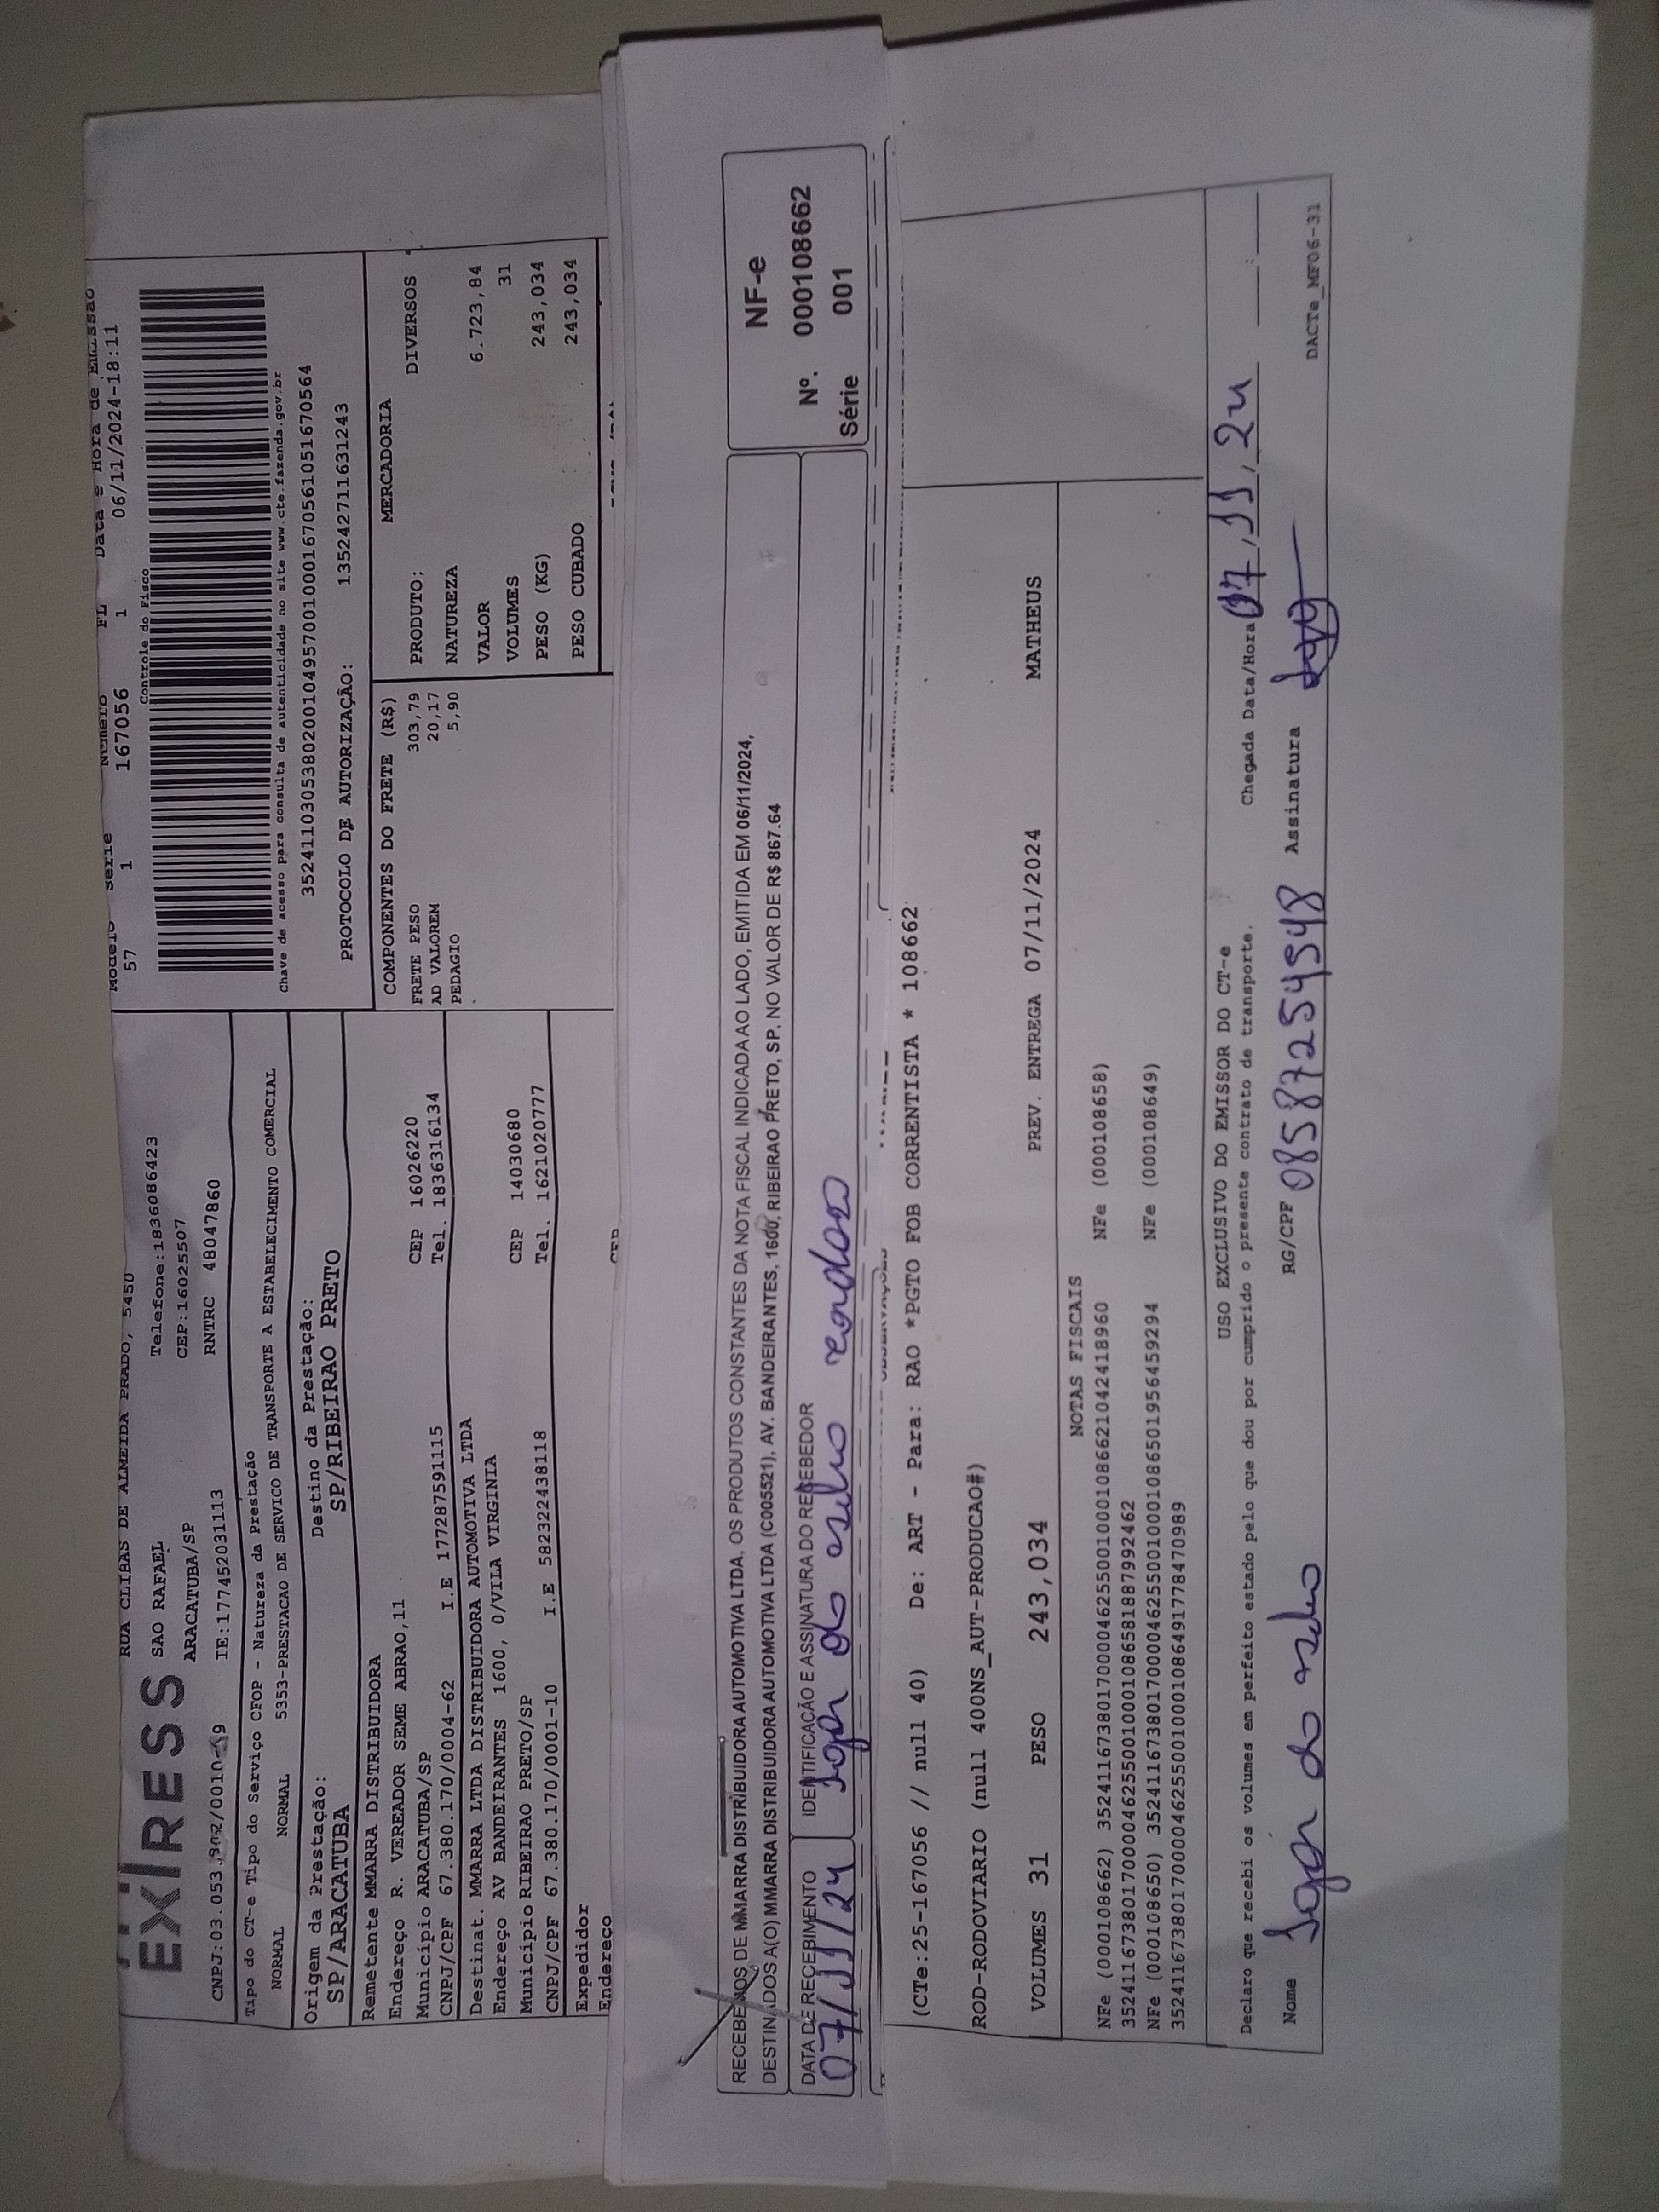 EX RESS
RUA CLIBAS DE ALMEIDA PRADO, 5450
SAO RAFAEL Telefone:1836086423
ARACATUBA/SP CEP:16025507
CNPJ:03.053.902/0010- IE:177452031113 RNTRC 48047860
Modelo Serie Número FL Data e Hora de Emissão
57 1 167056 1 06/11/2024-18:11
Controle do Fisco
Chave de acesso para consulta de autenticidade no site www.cte.fazenda.gov.br
35241103053802001049570010001670561051670564
PROTOCOLO DE AUTORIZAÇÃO: 135242711631243
Tipo do CT-e Tipo do Serviço CFOP - Natureza da Prestação
NORMAL NORMAL 5353-PRESTACAO DE SERVICO DE TRANSPORTE A ESTABELECIMENTO COMERCIAL
Origem da Prestação: Destino da Prestação:
SP/ARACATUBA SP/RIBEIRAO PRETO
Remetente MMARRA DISTRIBUIDORA
Endereço R. VEREADOR SEME ABRAO,11
Município ARACATUBA/SP CEP 16026220
CNPJ/CPF 67.380.170/0004-62 I.E 177287591115 Tel. 1836316134
Destinat. MMARRA LTDA DISTRIBUIDORA AUTOMOTIVA LTDA
Endereço AV BANDEIRANTES 1600, 0/VILA VIRGINIA
Município RIBEIRAO PRETO/SP CEP 14030680
CNPJ/CPF 67.380.170/0001-10 I.E 582322438118 Tel. 1621020777
Expedidor
Endereço CEP
COMPONENTES DO FRETE (R$)
FRETE PESO 303,79
AD VALOREM 20,17
PEDAGIO 5,90
MERCADORIA
PRODUTO; DIVERSOS
NATUREZA
VALOR 6.723,84
VOLUMES 31
PESO (KG) 243,034
PESO CUBADO 243,034
RECEBEMOS DE MMARRA DISTRIBUIDORA AUTOMOTIVA LTDA, OS PRODUTOS CONSTANTES DA NOTA FISCAL INDICADA AO LADO, EMITIDA EM 06/11/2024,
DESTINADOS A(O) MMARRA DISTRIBUIDORA AUTOMOTIVA LTDA (C005521), AV. BANDEIRANTES, 1600, RIBEIRAO PRETO, SP, NO VALOR DE R$ 867.64
DATA DE RECEBIMENTO IDENTIFICAÇÃO E ASSINATURA DO RECEBEDOR
07/11/24
NF-e
Nº. 000108662
Série 001
(CTe:25-167056 // null 40) De: ART - Para: RAO *PGTO FOB CORRENTISTA * 108662
ROD-RODOVIARIO (null 400NS_AUT-PRODUCAO#)
VOLUMES 31 PESO 243,034 PREV. ENTREGA 07/11/2024 MATHEUS
NOTAS FISCAIS
NFe (000108662) 35241167380170000462550010001086621042418960 NFe (000108658)
35241167380170000462550010001086581887992462
NFe (000108650) 35241167380170000462550010001086501956459294 NFe (000108649)
35241167380170000462550010001086491778470989
USO EXCLUSIVO DO EMISSOR DO CT-e
Declaro que recebi os volumes em perfeito estado pelo que dou por cumprido o presente contrato de transporte. Chegada Data/Hora 07/11/24
Nome RG/CPF 08587254948 Assinatura
DACTe_MF06-31